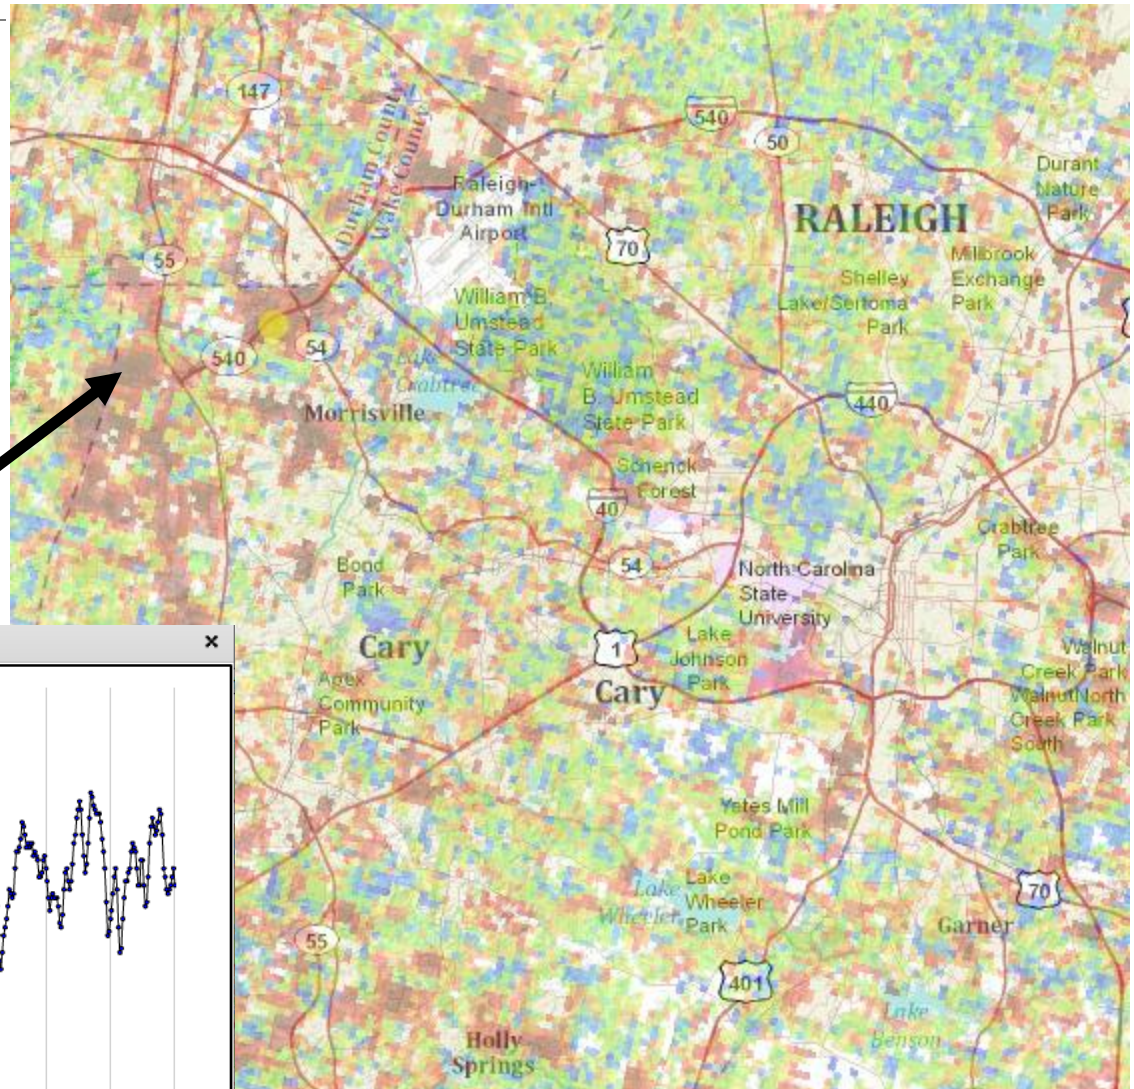 147
540
50
Durham County
Wake County
Raleigh-
Durham Intl
Airport
Durant
Nature
Park
RALEIGH
70
55
Millbrook
Exchange
Park
Shelley
Lake/Sertoma
Park
William B.
Umstead
State Park
540
54
Lake
Crabtree
William
B. Umstead
State Park
440
Morrisville
Schenck
Forest
40
Crabtree
Park
54
Bond
Park
North Carolina
State
University
1
Cary
Lake
Johnson
Park
Walnut
Creek Park
WalnutNorth
Creek Park
South
Cary
Apex
Community
Park
×
Yates Mill
Pond Park
Lake
Wheeler
Lake
Wheeler
Park
70
Garner
55
401
Lake
Benson
Holly
Springs